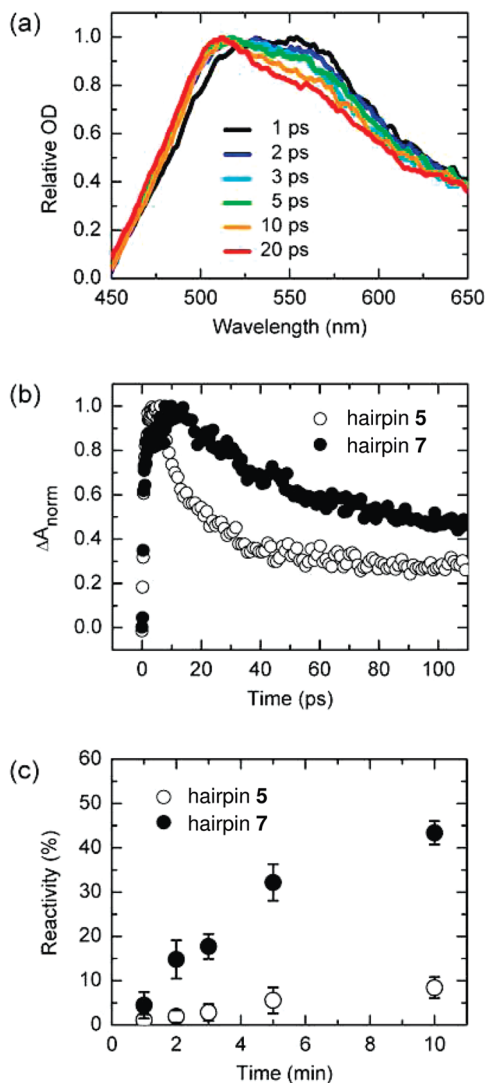 (a)
1.0
0.8
0.6
0.4
0.2
0.0
Relative OD
1 ps
2 ps
3 ps
5 ps
10 ps
20 ps
450 500 550 600 650
Wavelength (nm)
(b)
1.0
0.8
0.6
0.4
0.2
0.0
ΔAnorm
hairpin 5
hairpin 7
0 20 40 60 80 100
Time (ps)
(c)
60
50
40
30
20
10
0
Reactivity (%)
hairpin 5
hairpin 7
2 4 6 8 10
Time (min)